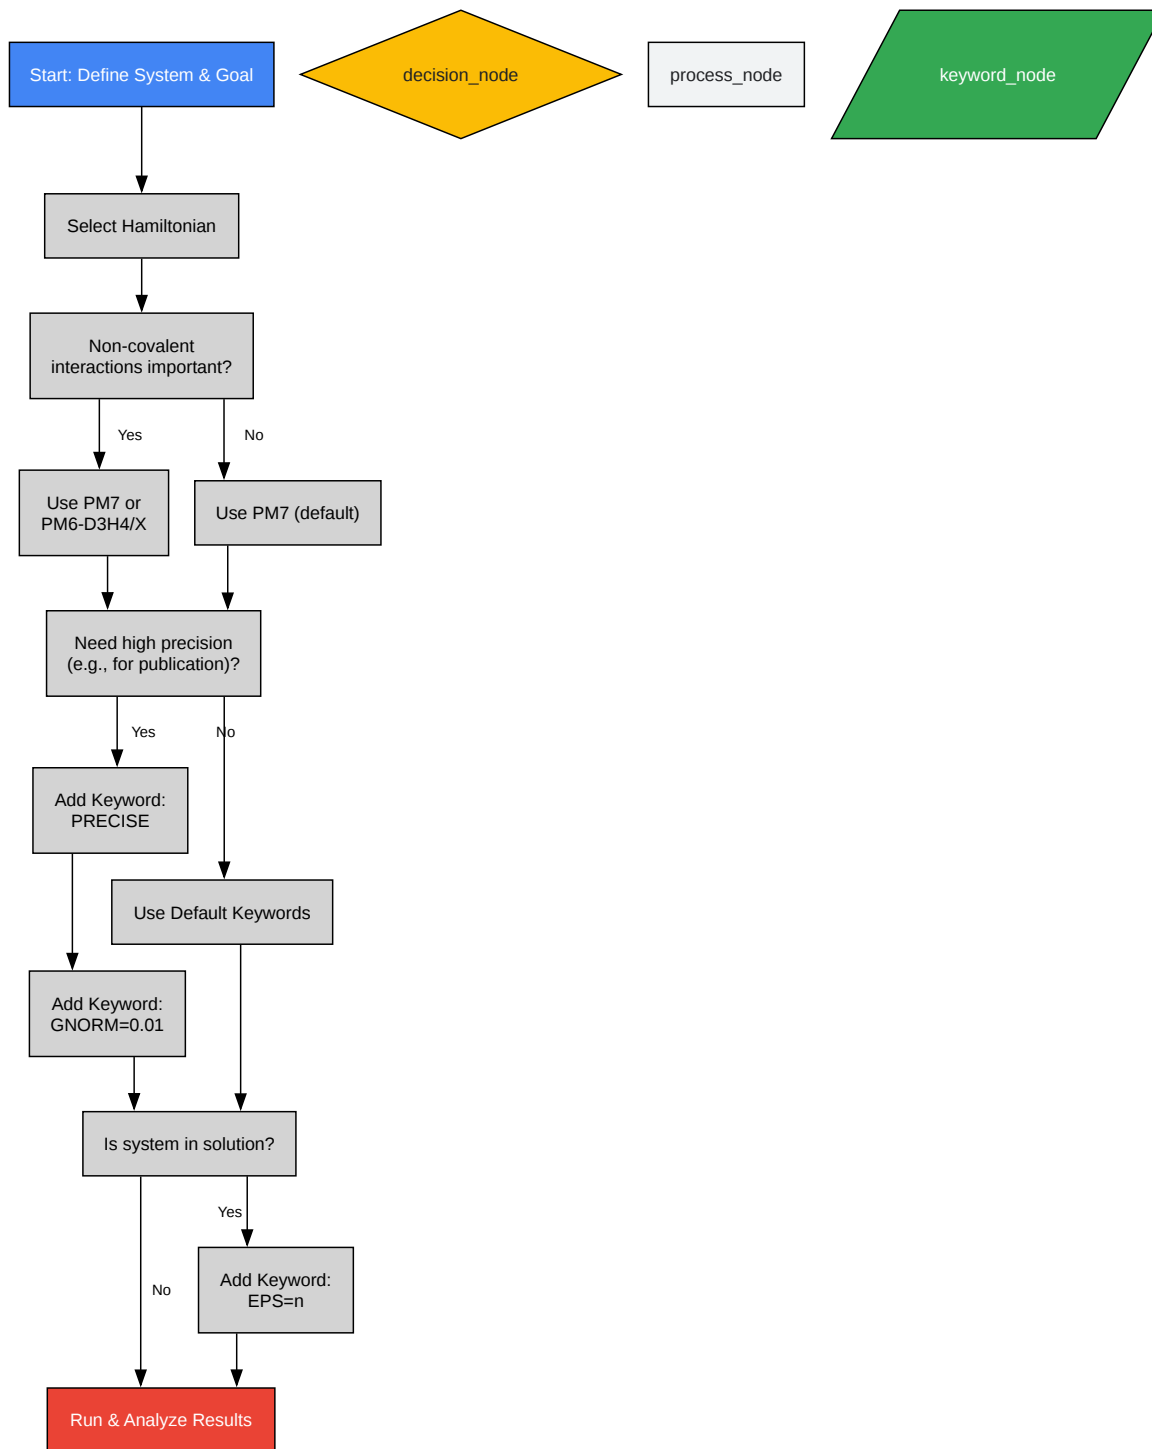 Start: Define System & Goal
decision_node
process_node
keyword_node
Select Hamiltonian
Non-covalent
interactions important?
Yes
No
Use PM7 or
PM6-D3H4/X
Use PM7 (default)
Need high precision
(e.g., for publication)?
Yes
No
Add Keyword:
PRECISE
Use Default Keywords
Add Keyword:
GNORM=0.01
Is system in solution?
Yes
No
Add Keyword:
EPS=n
Run & Analyze Results